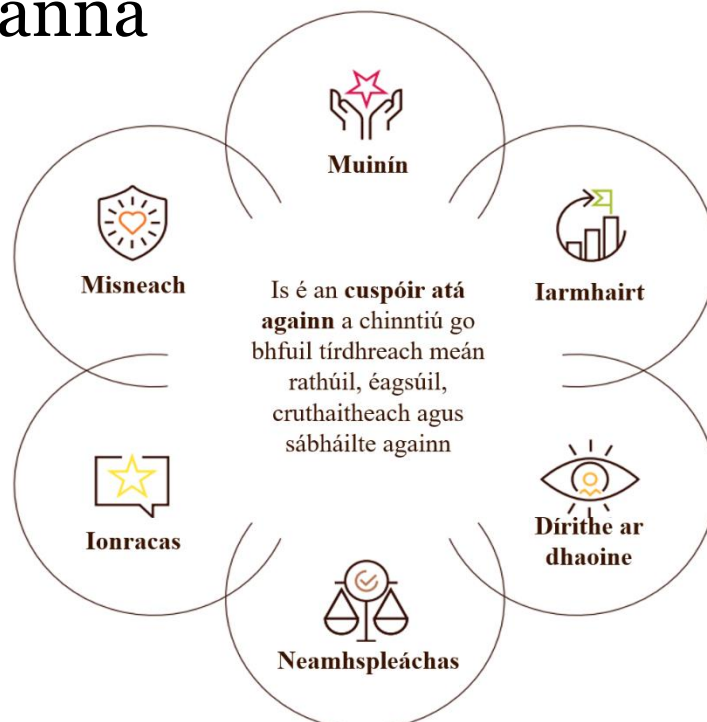 anna
Muinín
Misneach
Iarmhairt
Is é an cuspóir atá
againn a chinntiú go
bhfuil tírdhreach meán
rathúil, éagsúil,
cruthaitheach agus
sábháilte againn
Ionracas
Dírithe ar
dhaoine
Neamhspleáchas